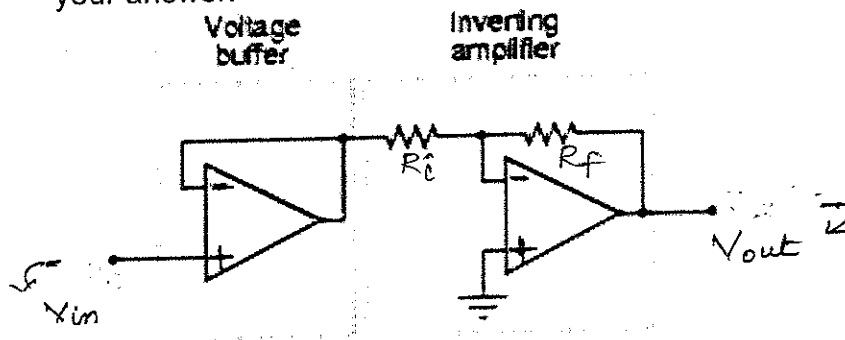 your answer.
Voltage
buffer
Inverting
amplifier
Ri
Rf
-
+
-
+
Vin
Vout